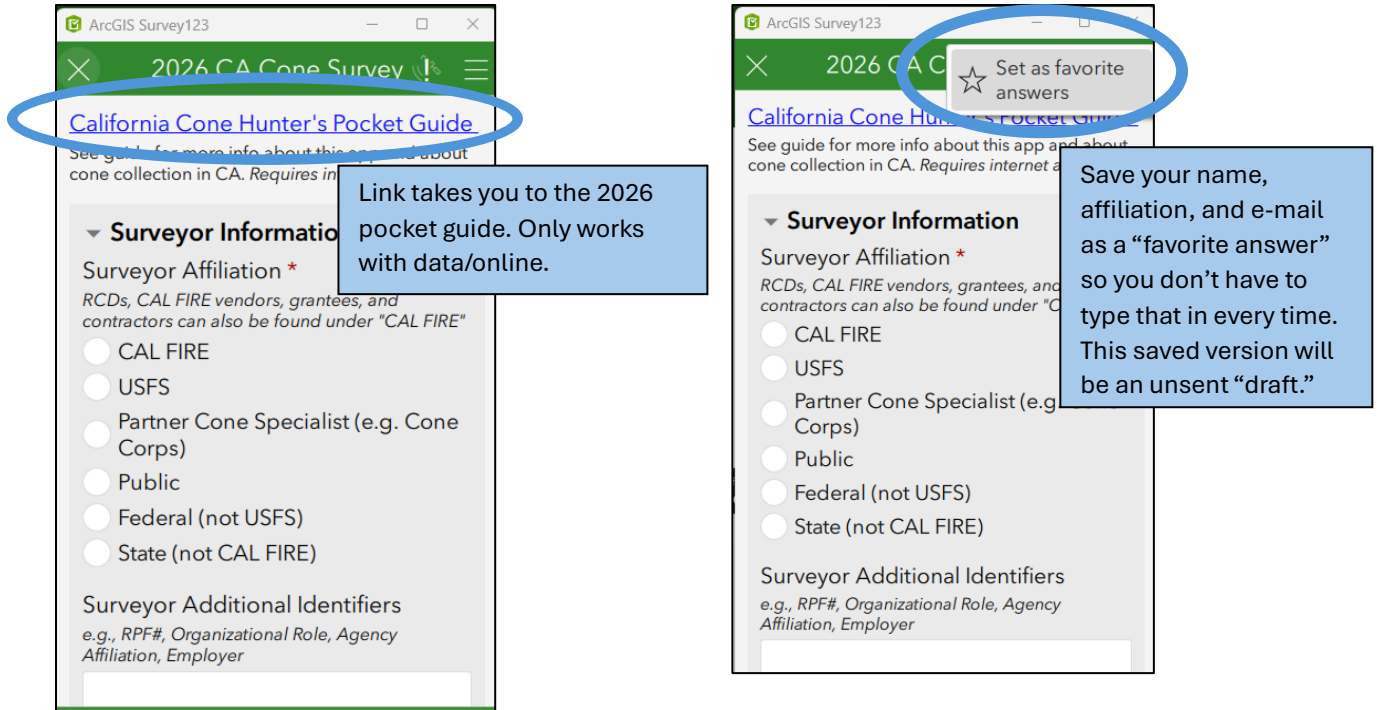 ArcGIS Survey123
2026 CA Cone Survey
California Cone Hunter's Pocket Guide
See guide for more info about this app and about
cone collection in CA. Requires in
Link takes you to the 2026
pocket guide. Only works
with data/online.
Surveyor Informatio
Surveyor Affiliation *
RCDs, CAL FIRE vendors, grantees, and
contractors can also be found under "CAL FIRE"
CAL FIRE
USFS
Partner Cone Specialist (e.g. Cone
Corps)
Public
Federal (not USFS)
State (not CAL FIRE)
Surveyor Additional Identifiers
e.g., RPF#, Organizational Role, Agency
Affiliation, Employer
ArcGIS Survey123
2026 CA C
Set as favorite
answers
California Cone Hunter's Pocket Guide
See guide for more info about this app and about
cone collection in CA. Requires internet a
Save your name,
affiliation, and e-mail
as a “favorite answer”
so you don’t have to
type that in every time.
This saved version will
be an unsent “draft.”
Surveyor Information
Surveyor Affiliation *
RCDs, CAL FIRE vendors, grantees, and
contractors can also be found under "C
CAL FIRE
USFS
Partner Cone Specialist (e.g. Cone
Corps)
Public
Federal (not USFS)
State (not CAL FIRE)
Surveyor Additional Identifiers
e.g., RPF#, Organizational Role, Agency
Affiliation, Employer